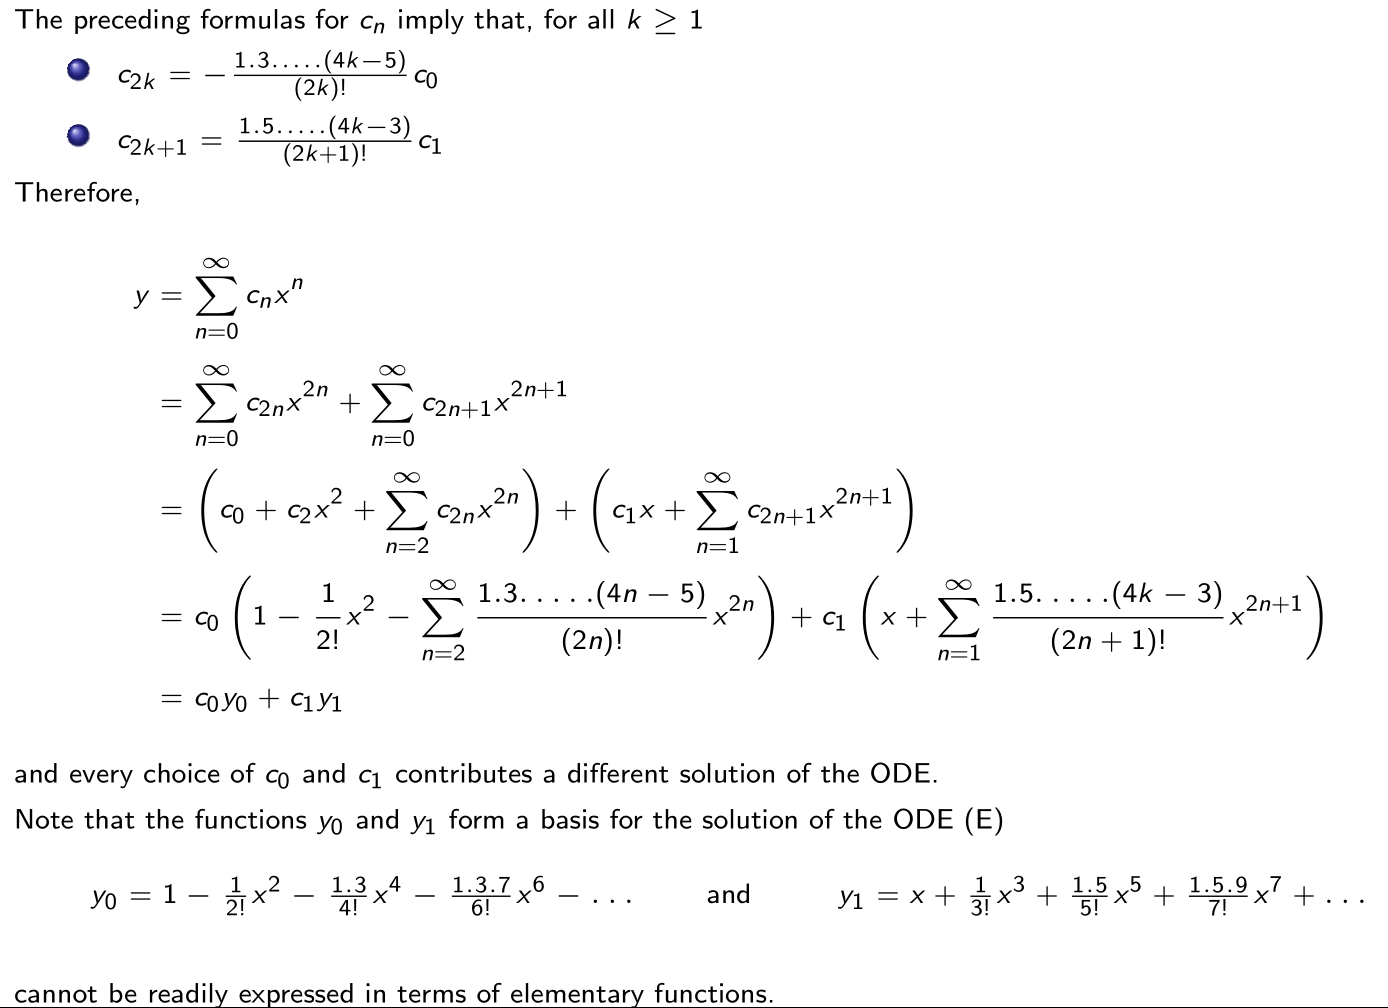 The preceding formulas for $c_n$ imply that, for all $k \geq 1$
$c_{2k} = -\frac{1.3.....(4k-5)}{(2k)!} c_0$
$c_{2k+1} = \frac{1.5.....(4k-3)}{(2k+1)!} c_1$
Therefore,
$y = \sum_{n=0}^{\infty} c_n x^n$
$= \sum_{n=0}^{\infty} c_{2n} x^{2n} + \sum_{n=0}^{\infty} c_{2n+1} x^{2n+1}$
$= \left( c_0 + c_2 x^2 + \sum_{n=2}^{\infty} c_{2n} x^{2n} \right) + \left( c_1 x + \sum_{n=1}^{\infty} c_{2n+1} x^{2n+1} \right)$
$= c_0 \left( 1 - \frac{1}{2!} x^2 - \sum_{n=2}^{\infty} \frac{1.3.....(4n-5)}{(2n)!} x^{2n} \right) + c_1 \left( x + \sum_{n=1}^{\infty} \frac{1.5.....(4k-3)}{(2n+1)!} x^{2n+1} \right)$
$= c_0 y_0 + c_1 y_1$
and every choice of $c_0$ and $c_1$ contributes a different solution of the ODE.
Note that the functions $y_0$ and $y_1$ form a basis for the solution of the ODE (E)
$y_0 = 1 - \frac{1}{2!} x^2 - \frac{1.3}{4!} x^4 - \frac{1.3.7}{6!} x^6 - \ldots$ and $y_1 = x + \frac{1}{3!} x^3 + \frac{1.5}{5!} x^5 + \frac{1.5.9}{7!} x^7 + \ldots$
cannot be readily expressed in terms of elementary functions.